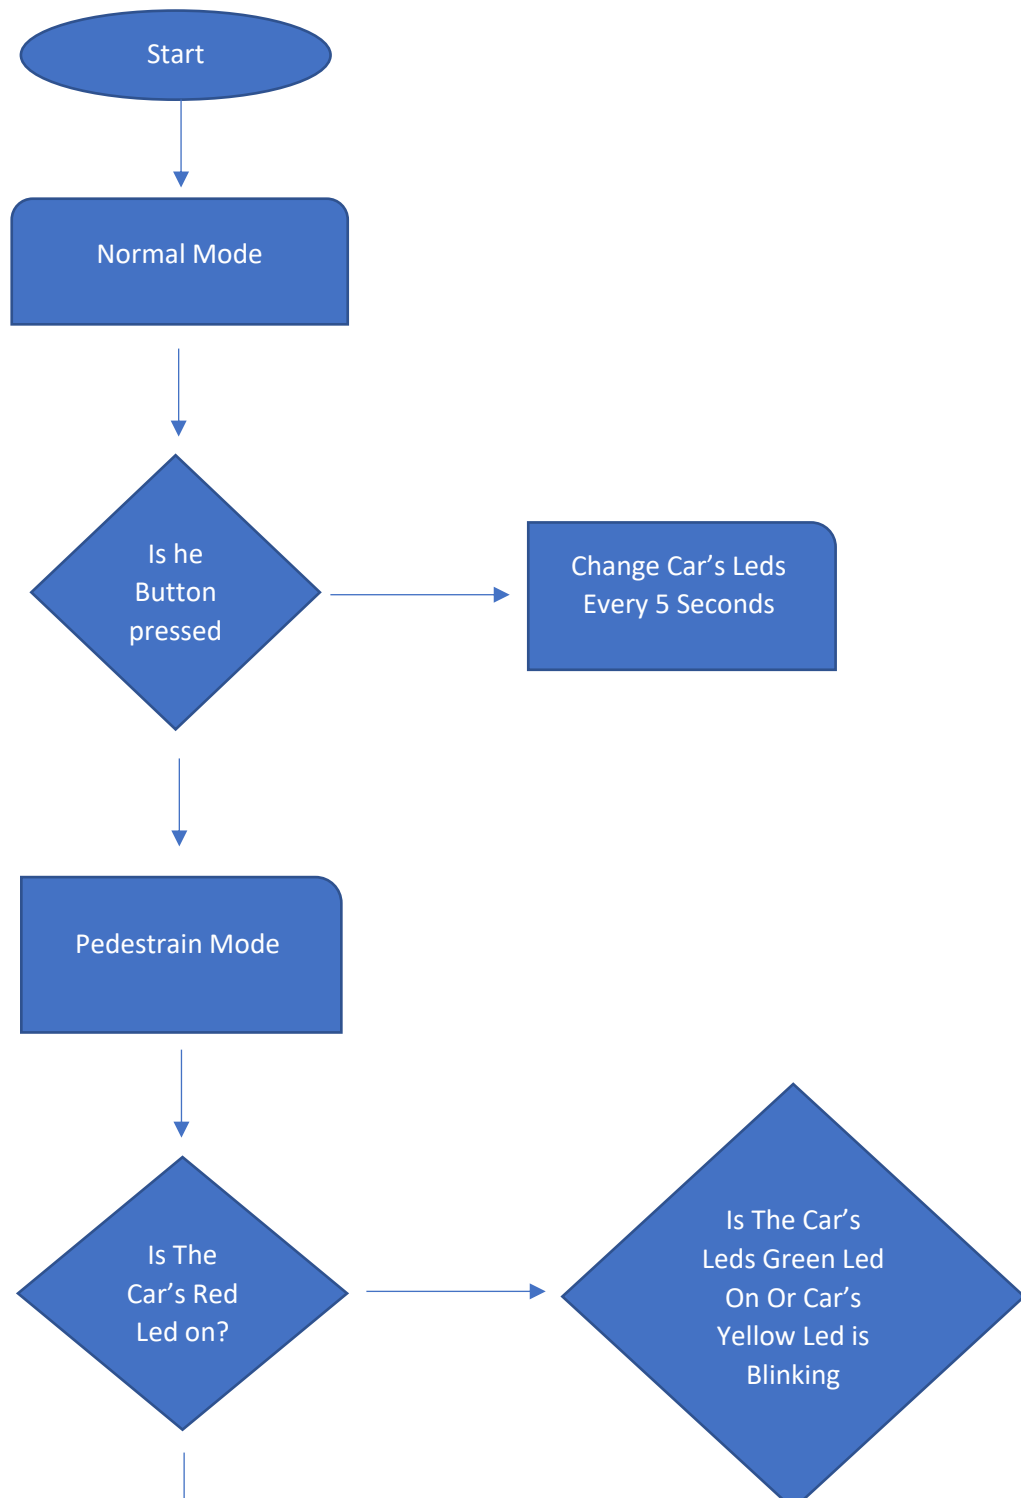 Start
Normal Mode
Is he
Button
pressed
Change Car’s Leds
Every 5 Seconds
Pedestrain Mode
Is The
Car’s Red
Led on?
Is The Car’s
Leds Green Led
On Or Car’s
Yellow Led is
Blinking